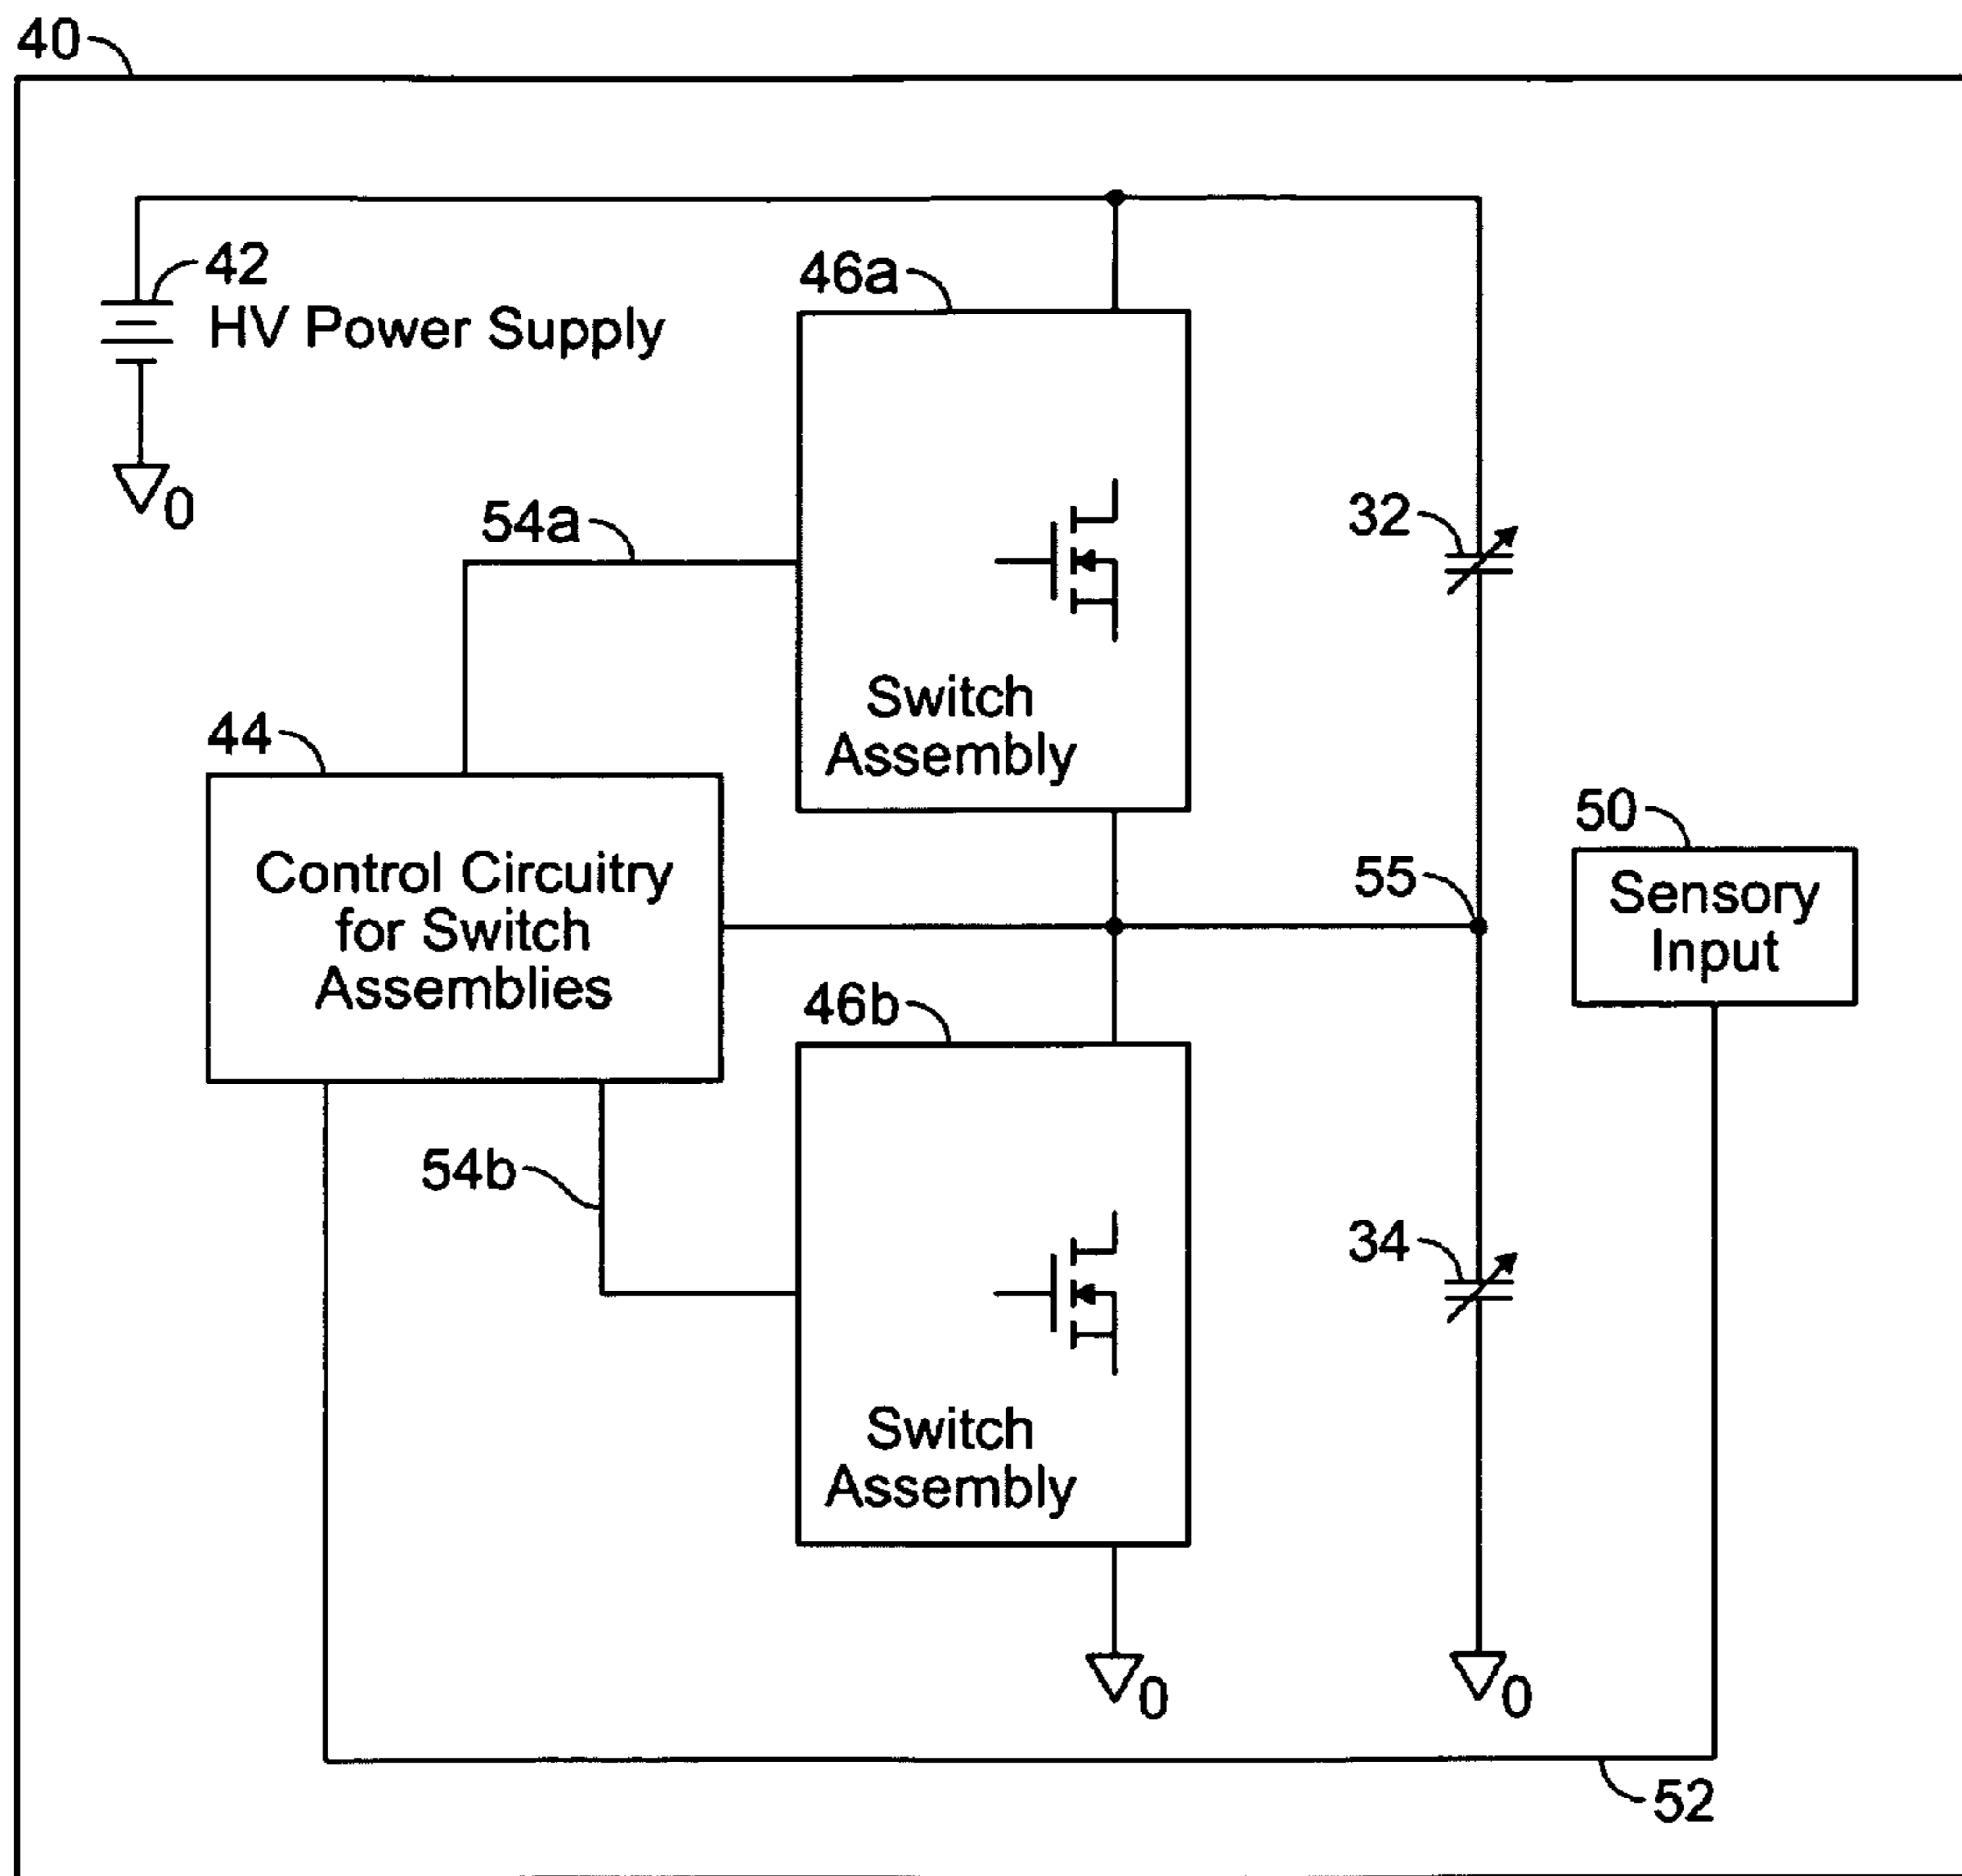 40
42
HV Power Supply
0
46a
54a
32
Switch
Assembly
44
Control Circuitry
for Switch
Assemblies
50
Sensory
Input
55
46b
54b
34
Switch
Assembly
0
0
52